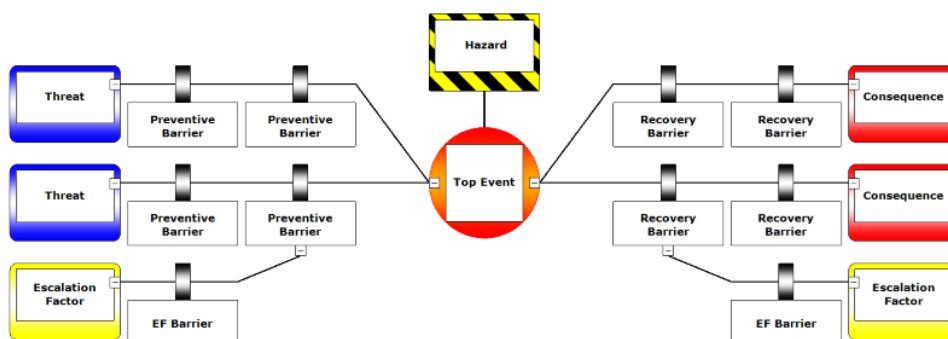 Hazard
Threat
Preventive
Barrier
Preventive
Barrier
Recovery
Barrier
Recovery
Barrier
Consequence
Threat
Preventive
Barrier
Preventive
Barrier
Top Event
Recovery
Barrier
Recovery
Barrier
Consequence
Escalation
Factor
EF Barrier
EF Barrier
Escalation
Factor